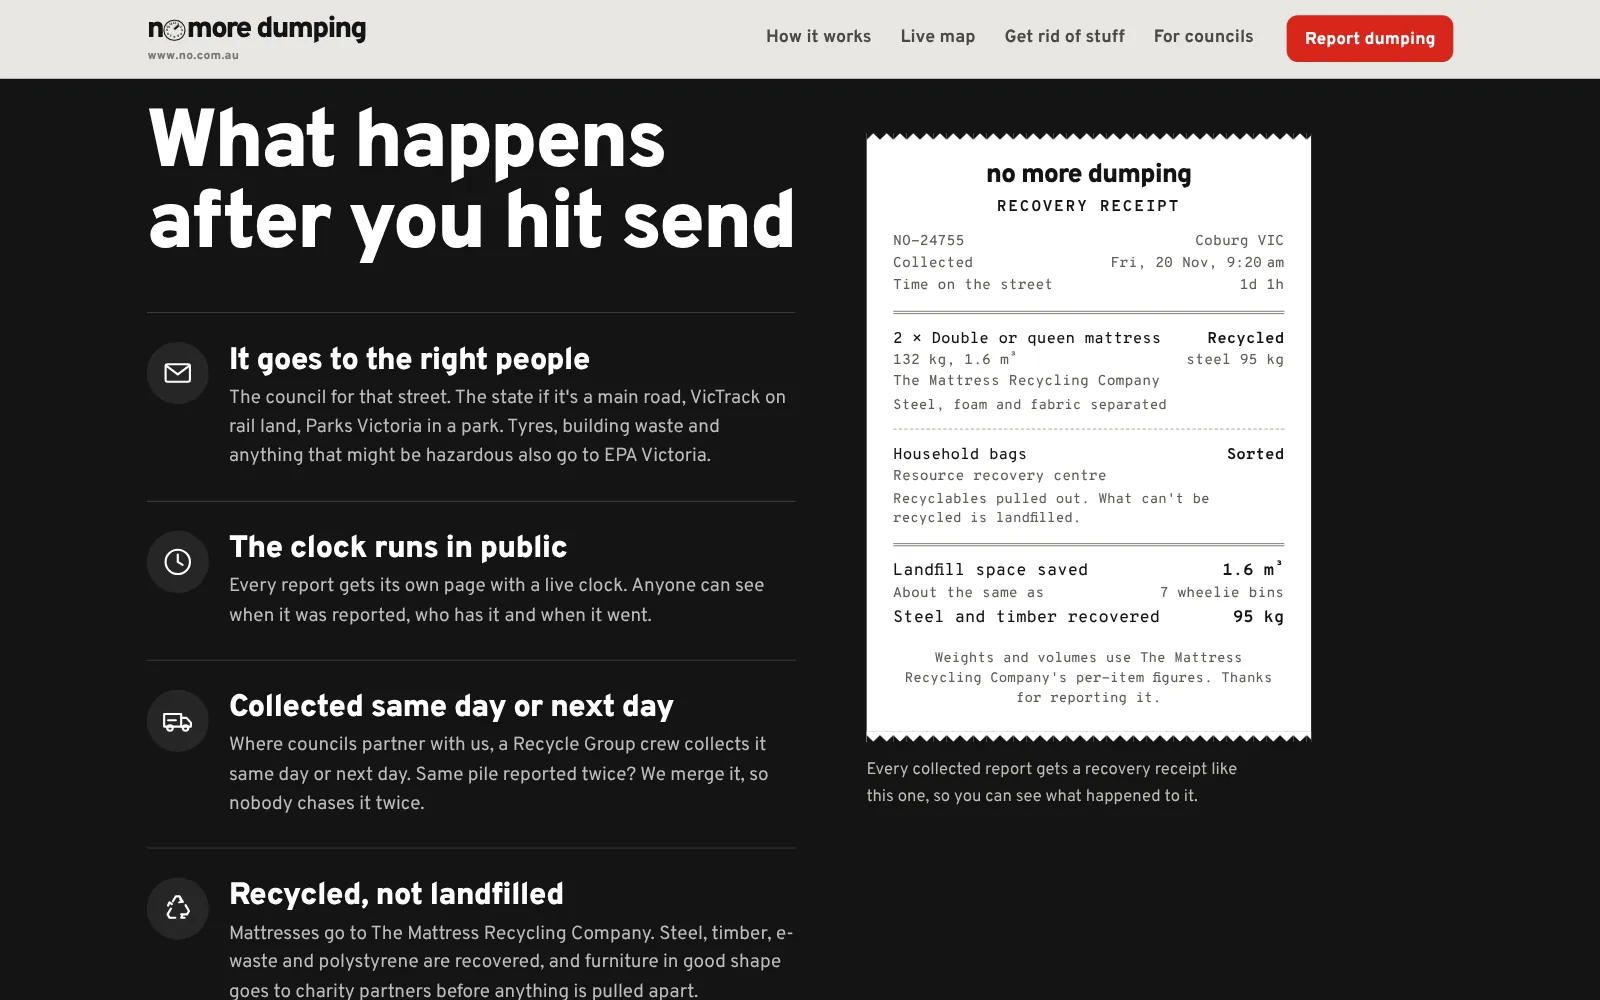 no more dumping
www.no.com.au
How it works
Live map
Get rid of stuff
For councils
Report dumping
What happens
after you hit send
It goes to the right people
The council for that street. The state if it's a main road, VicTrack on
rail land, Parks Victoria in a park. Tyres, building waste and
anything that might be hazardous also go to EPA Victoria.
The clock runs in public
Every report gets its own page with a live clock. Anyone can see
when it was reported, who has it and when it went.
Collected same day or next day
Where councils partner with us, a Recycle Group crew collects it
same day or next day. Same pile reported twice? We merge it, so
nobody chases it twice.
Recycled, not landfilled
Mattresses go to The Mattress Recycling Company. Steel, timber, e-
waste and polystyrene are recovered, and furniture in good shape
goes to charity partners before anything is pulled apart.
no more dumping
RECOVERY RECEIPT
NO-24755 Coburg VIC
Collected Fri, 20 Nov, 9:20 am
Time on the street 1d 1h
2 × Double or queen mattress Recycled
132 kg, 1.6 m³ steel 95 kg
The Mattress Recycling Company
Steel, foam and fabric separated
Household bags Sorted
Resource recovery centre
Recyclables pulled out. What can't be
recycled is landfilled.
Landfill space saved 1.6 m³
About the same as 7 wheelie bins
Steel and timber recovered 95 kg
Weights and volumes use The Mattress
Recycling Company's per-item figures. Thanks
for reporting it.
Every collected report gets a recovery receipt like
this one, so you can see what happened to it.